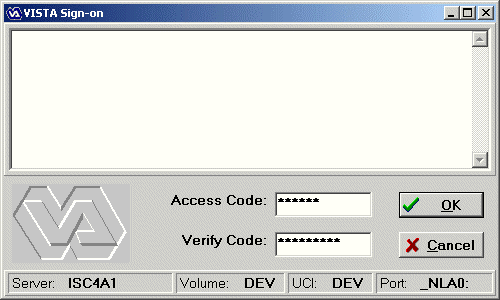 VISTA Sign-on
Access Code: ******
OK
Verify Code: *********
Cancel
Server: ISC4A1 Volume: DEV UCI: DEV Port: _NLA0: